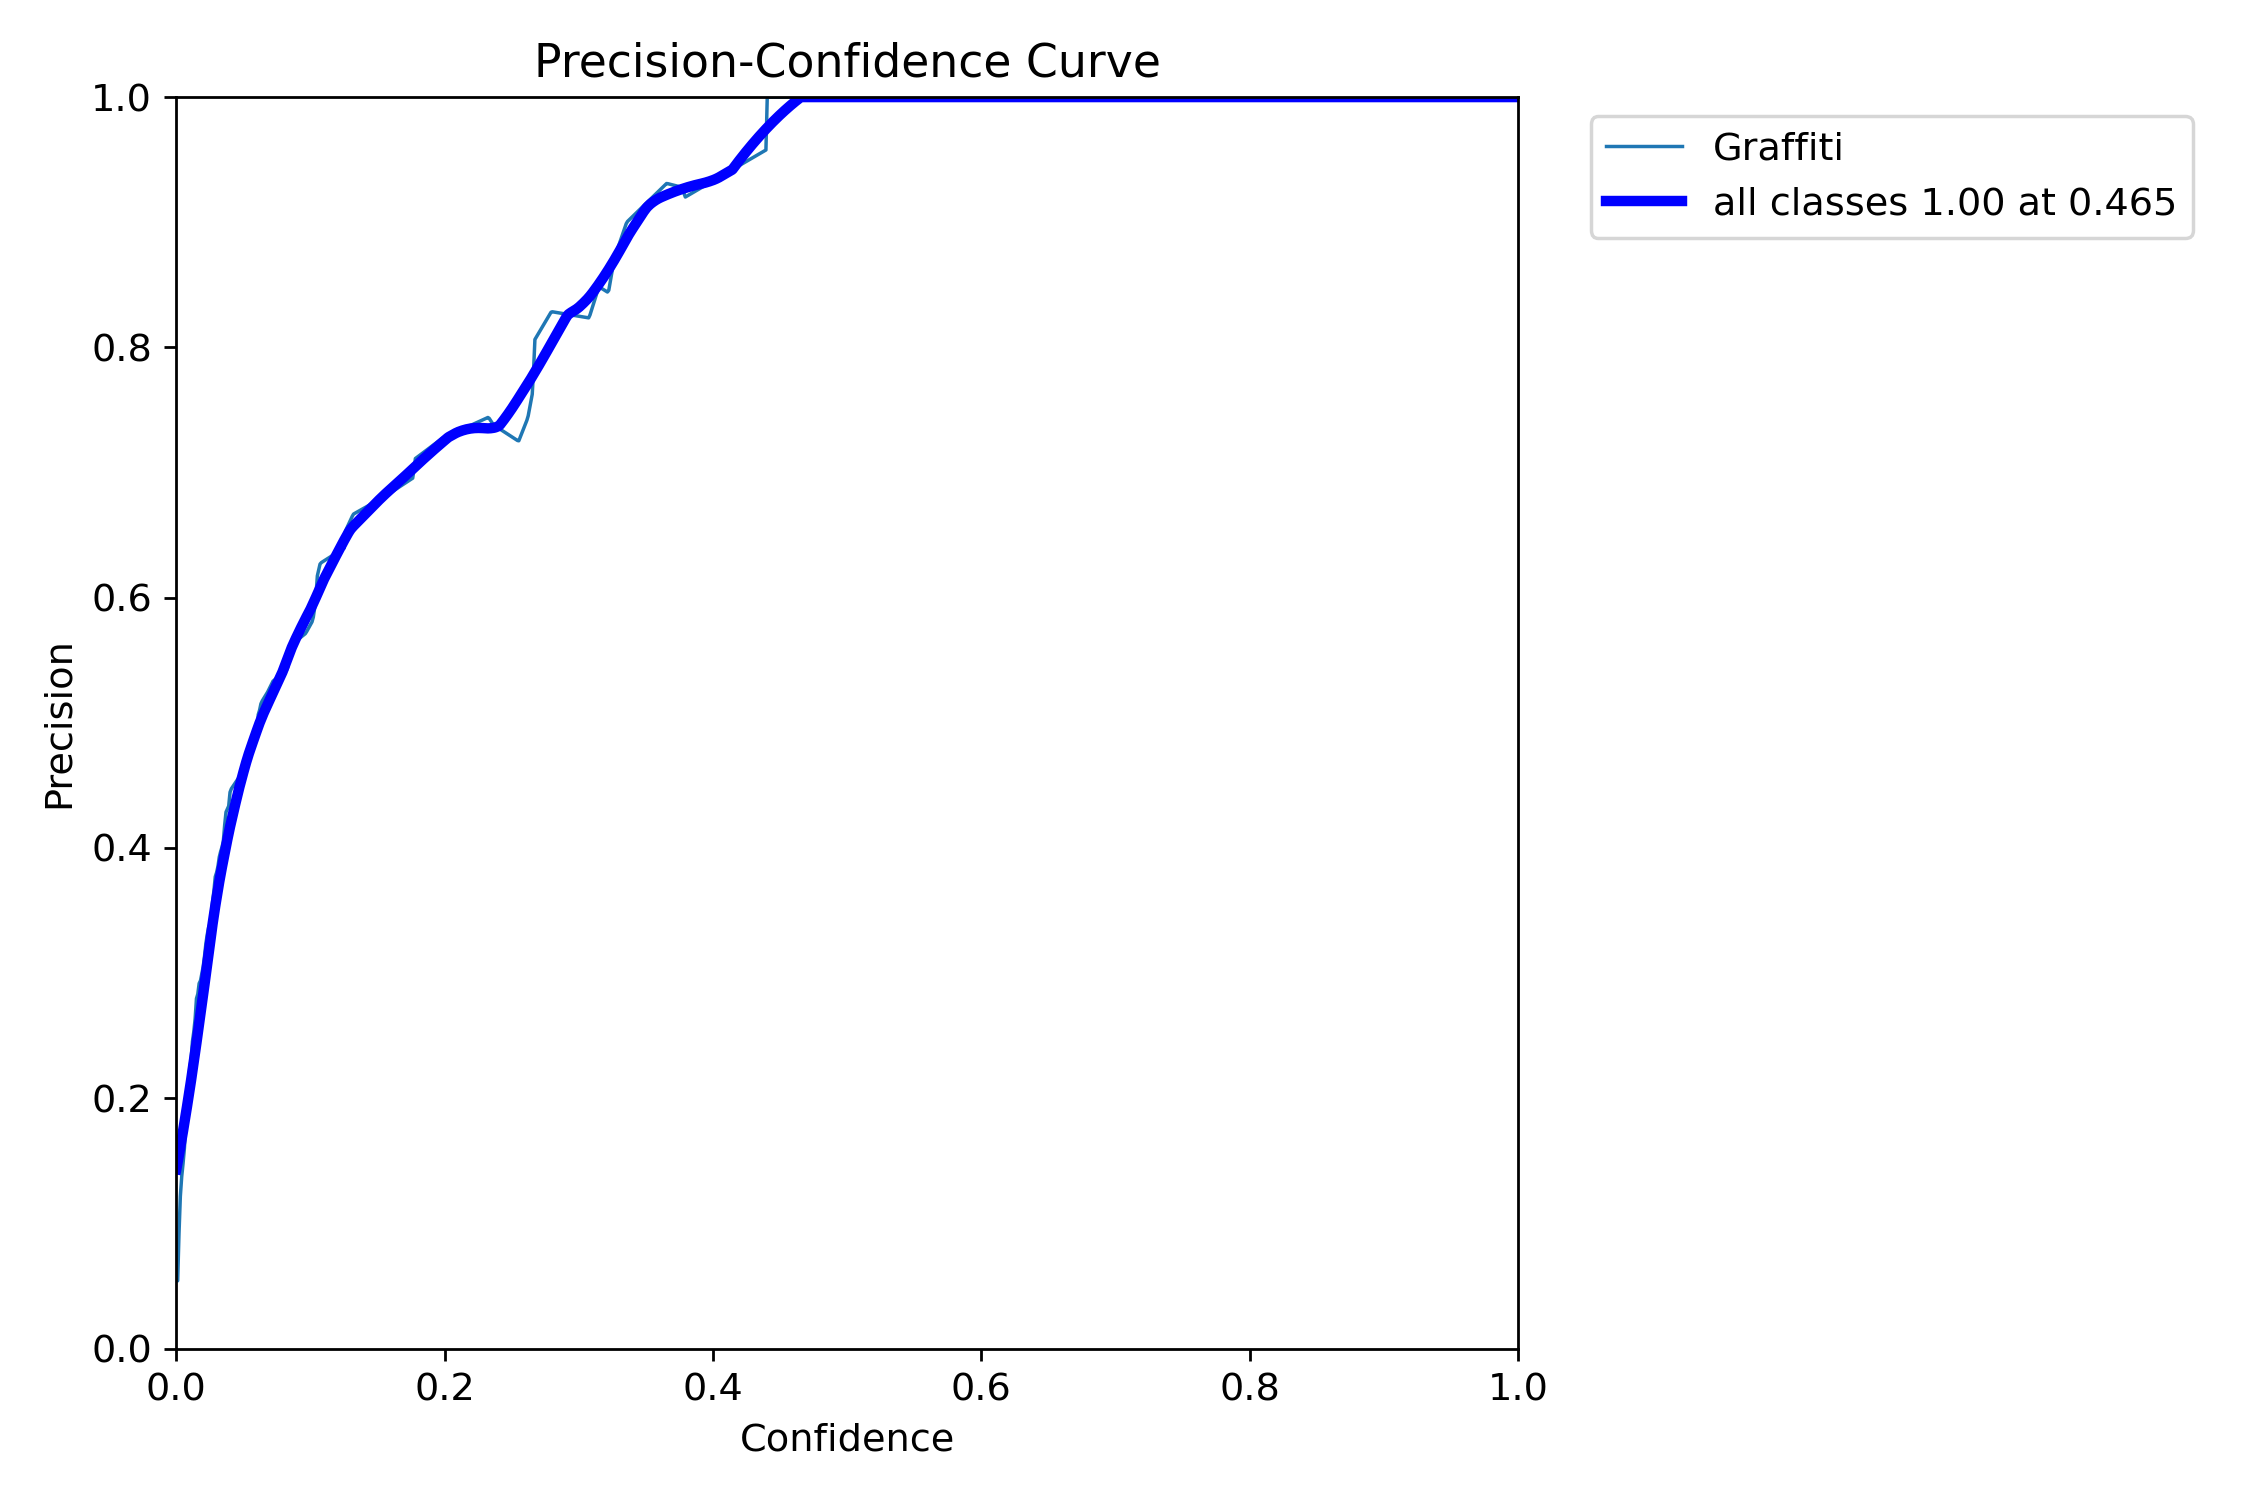 Precision-Confidence Curve
1.0
0.8
0.6
0.4
0.2
0.0
Precision
0.0 0.2 0.4 0.6 0.8 1.0
Confidence
Graffiti
all classes 1.00 at 0.465